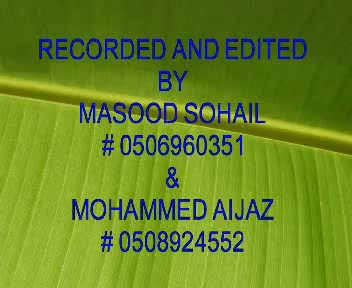 RECORDED AND EDITED
BY
MASOOD SOHAIL
# 0506960351
&
MOHAMMED AIJAZ
# 0508924552